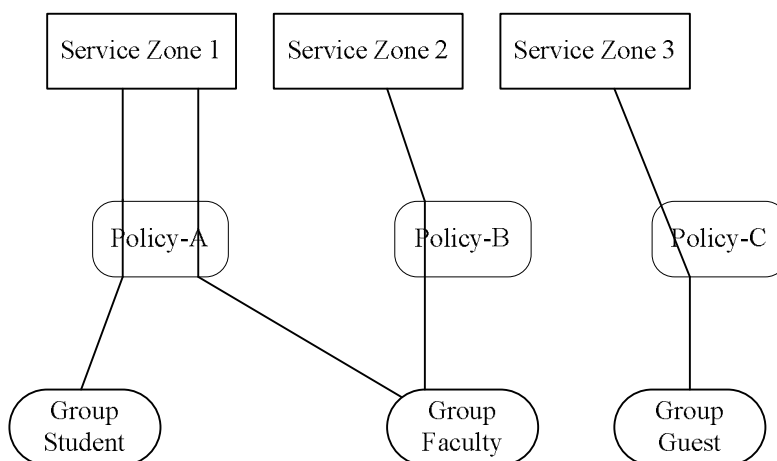 Service Zone 1
Service Zone 2
Service Zone 3
Policy-A
Policy-B
Policy-C
Group
Student
Group
Faculty
Group
Guest